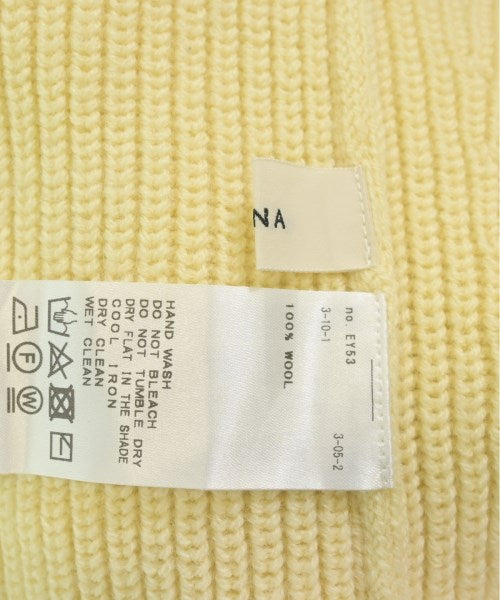 NA
no. EY53
3-10-1
3-05-2
100% WOOL
HAND WASH
DO NOT BLEACH
DO NOT TUMBLE DRY
DRY FLAT IN THE SHADE
COOL IRON
DRY CLEAN
WET CLEAN
F
W